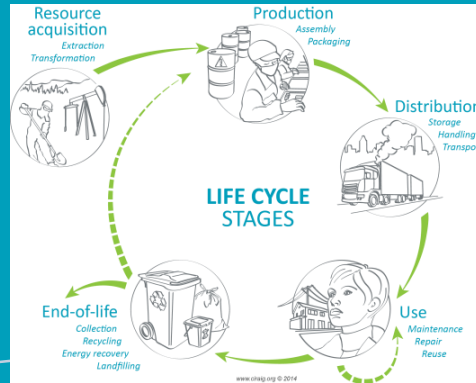 Resource
acquisition
Extraction
Transformation
Production
Assembly
Packaging
Distribution
Storage
Handling
Transpo
LIFE CYCLE
STAGES
End-of-life
Collection
Recycling
Energy recovery
Landfilling
Use
Maintenance
Repair
Reuse
www.ciraig.org © 2014